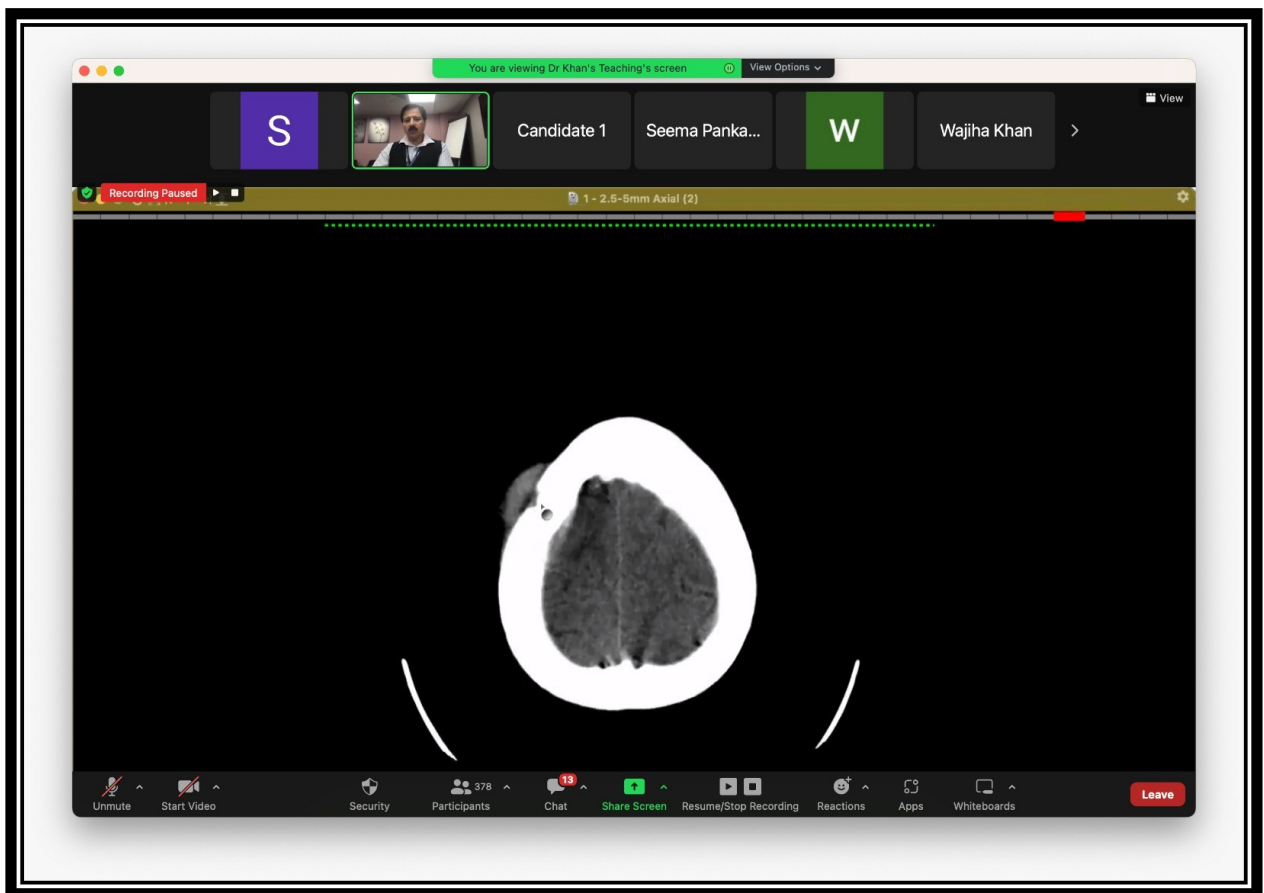 You are viewing Dr Khan's Teaching's screen
View Options
View
S
Candidate 1
Seema Panka...
W
Wajiha Khan
Recording Paused
1 - 2.5-5mm Axial (2)
Unmute
Start Video
Security
378
Participants
13
Chat
Share Screen
Resume/Stop Recording
Reactions
Apps
Whiteboards
Leave